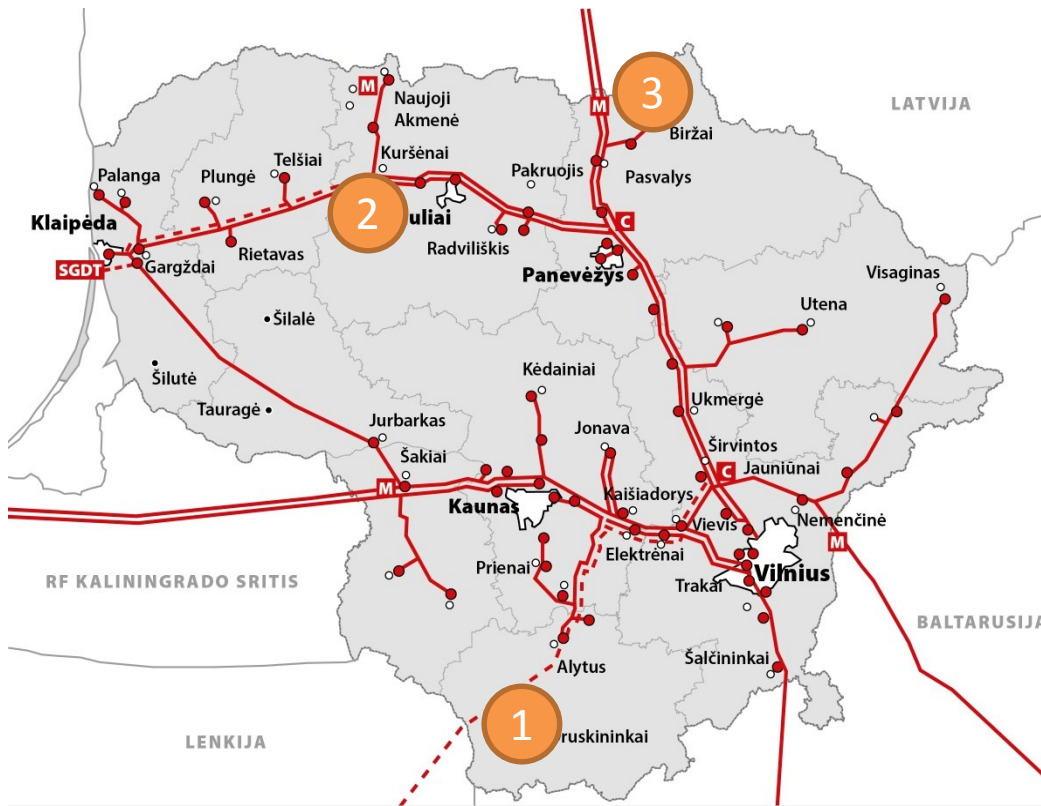 3
LATVIJA
M
M
Naujoji
Akmenė
Biržai
Kuršėnai
Telšiai
Pakruojis
Pasvalys
Palanga
Plungė
2
uliai
C
Klaipėda
Radviliškis
Rietavas
Gargždai
SGDT
Panevėžys
Visaginas
Utena
Šilalė
Šilutė
Kėdainiai
Ukmergė
Tauragė
Jurbarkas
Jonava
Širvintos
Šakiai
C
Jauniūnai
M
Kaunas
Kaišiadorys
Vievis
Nemenčinė
M
Elektrėnai
Prienai
Vilnius
Trakai
RF KALININGRADO SRITIS
BALTARUSIJA
Alytus
Šalčininkai
1
ruskininkai
LENKIJA